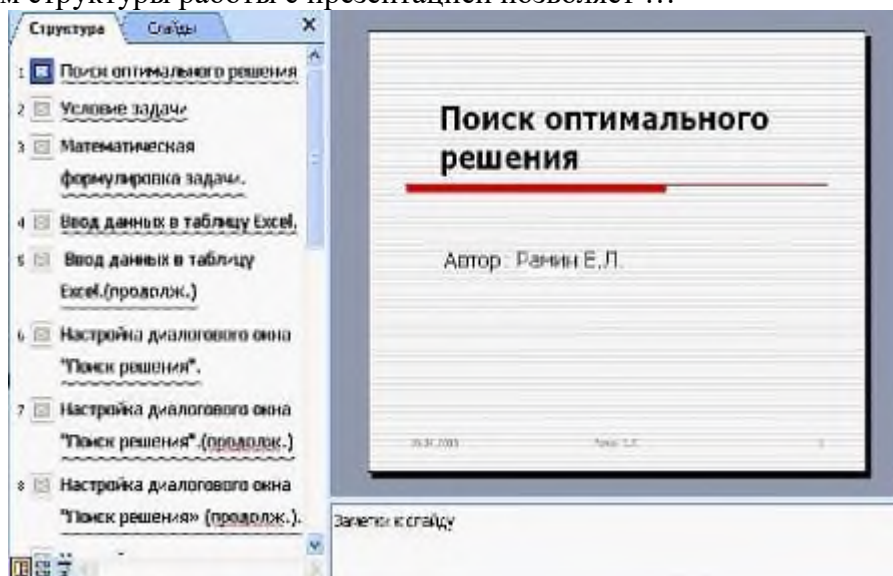 м структуры работы с презентацией позволяет …
Структура
Слайды
1 Поиск оптимального решения
2 Условие задачи
3 Математическая
формулировка задачи.
4 Ввод данных в таблицу Excel.
5 Ввод данных в таблицу
Excel.(продолж.)
6 Настройка диалогового окна
"Поиск решения".
7 Настройка диалогового окна
"Поиск решения".(продолж.)
8 Настройка диалогового окна
"Поиск решения» (продолж.).
Поиск оптимального
решения
Автор: Ранин Е.Л.
Заметки к слайду